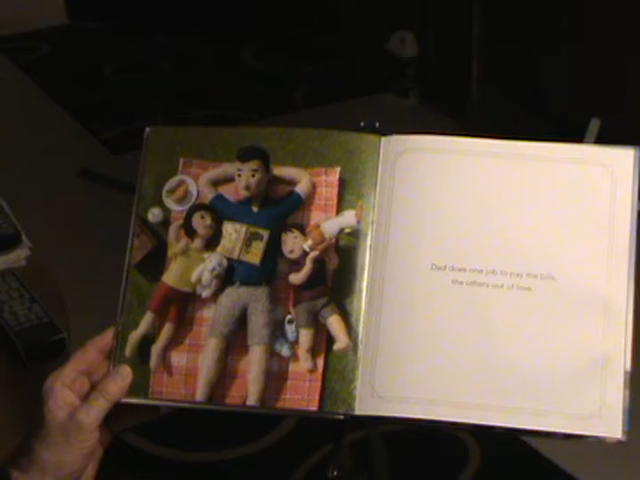 Dad does one job to pay the bills,
the others out of love.